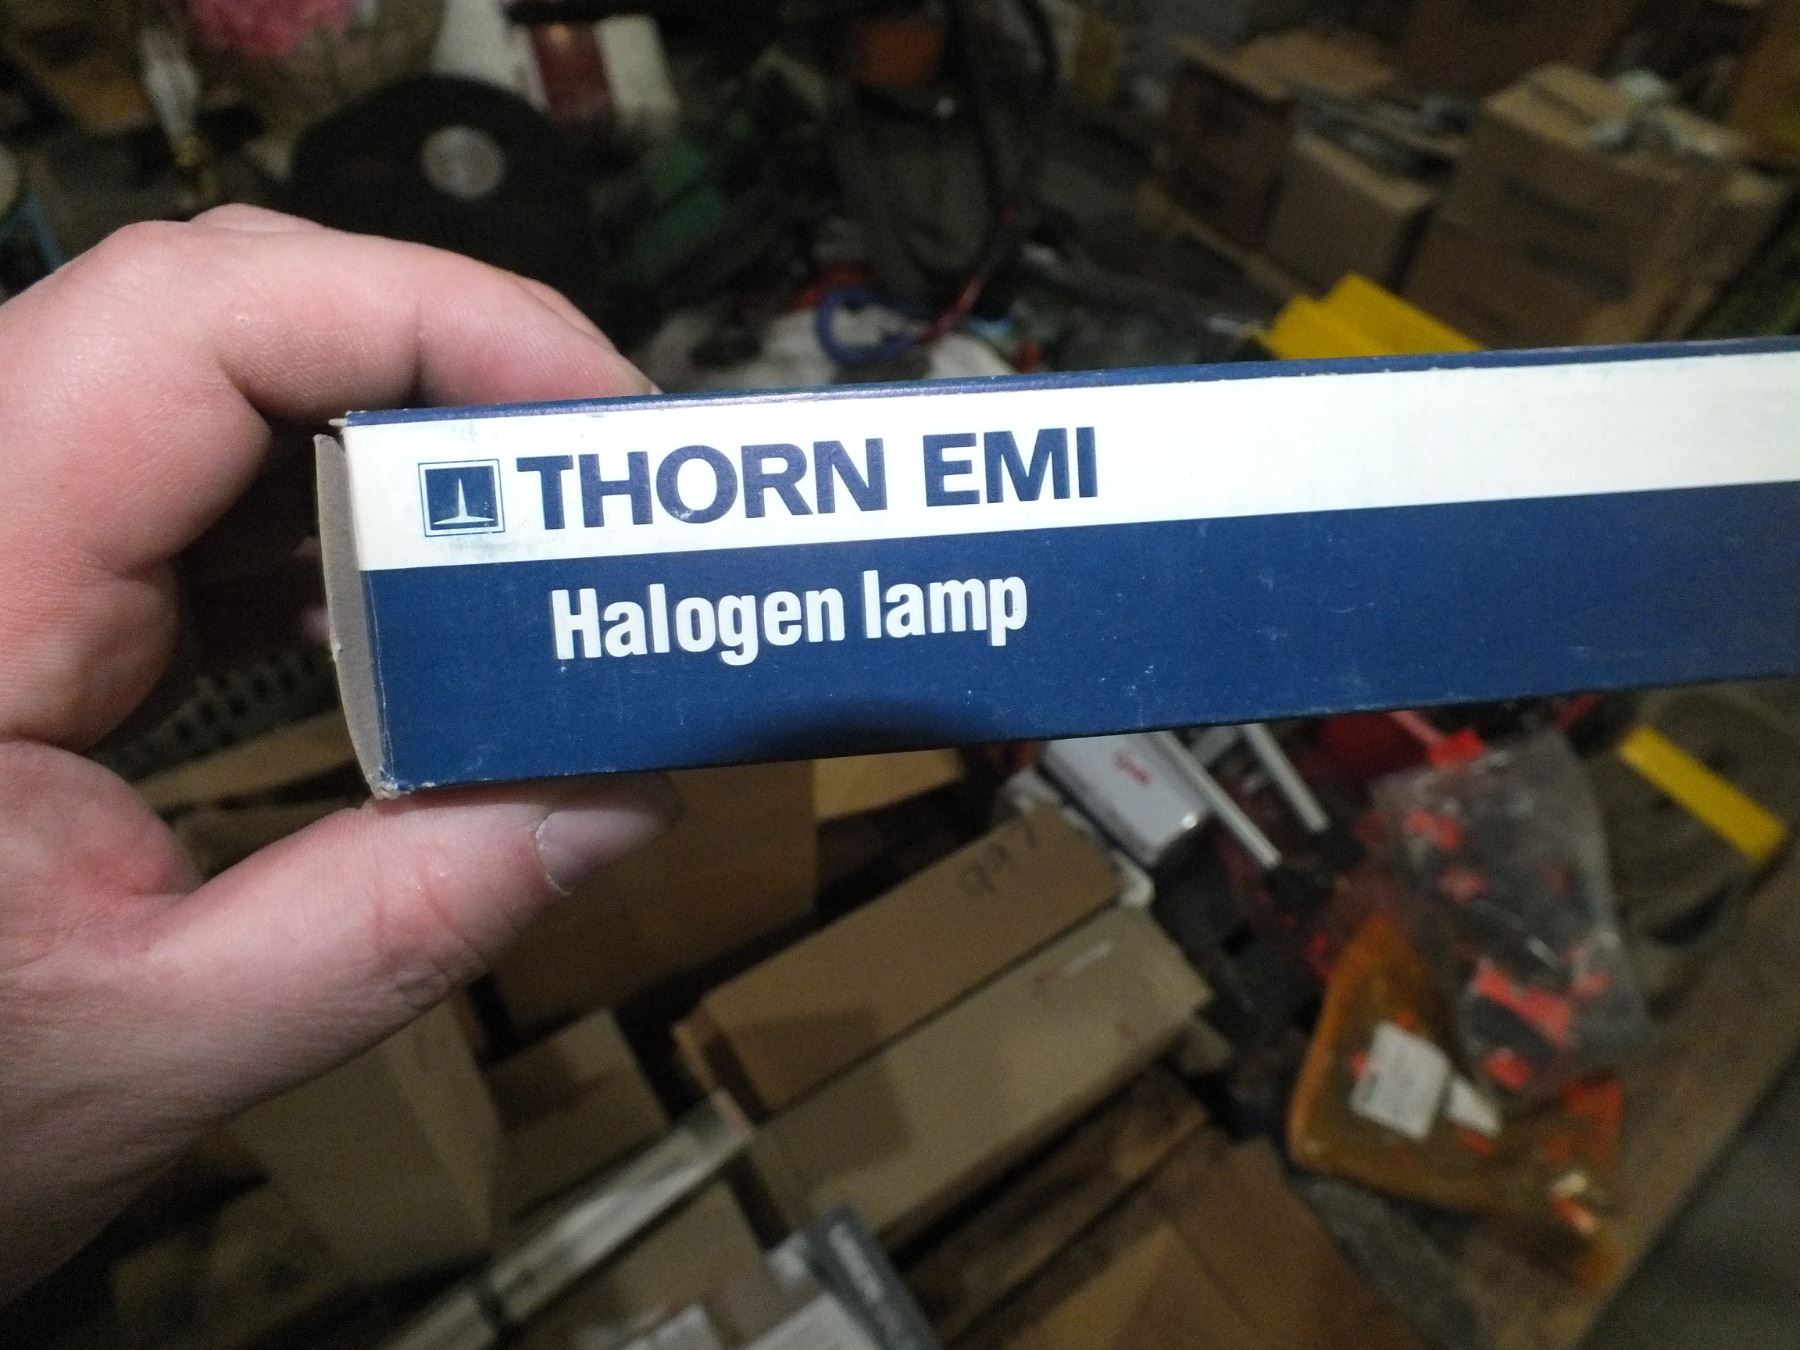 THORN EMI
Halogen lamp